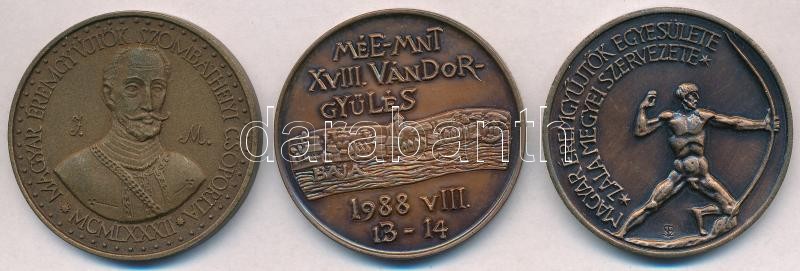 MAGYAR ÉREMGYŰJTŐK SZOMBATHELYI CSOPORTJA
* MCMLXXXII *
J. M.
MÉE-MNT
XVIII. VÁNDOR-
GYŰLÉS
BAJA
1988 VIII.
13-14
MAGYAR ÉREMGYŰJTŐK EGYESÜLETE
*ZALA MEGYEI SZERVEZETE*
darabanth